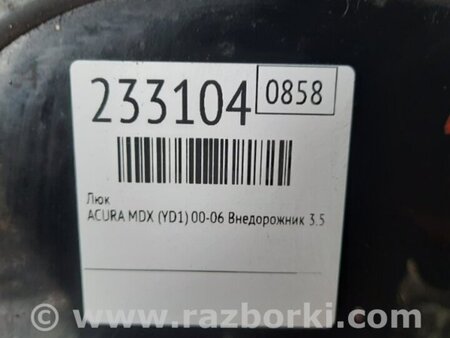 233104 0858
Люк
ACURA MDX (YD1) 00-06 Внедорожник 3.5
© www.razborki.com